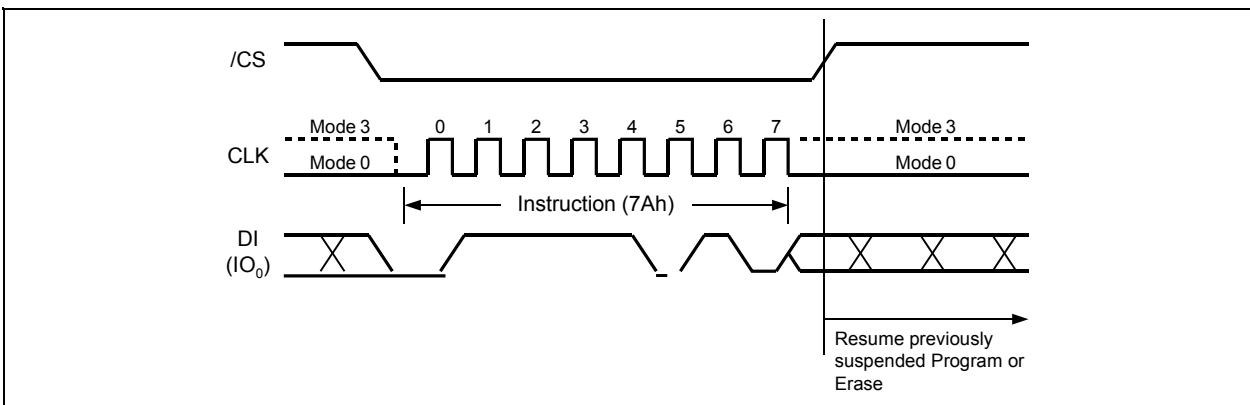 /CS
Mode 3 0 1 2 3 4 5 6 7 Mode 3
CLK
Mode 0 Mode 0
Instruction (7Ah)
DI
(IO₀)
Resume previously
suspended Program or
Erase